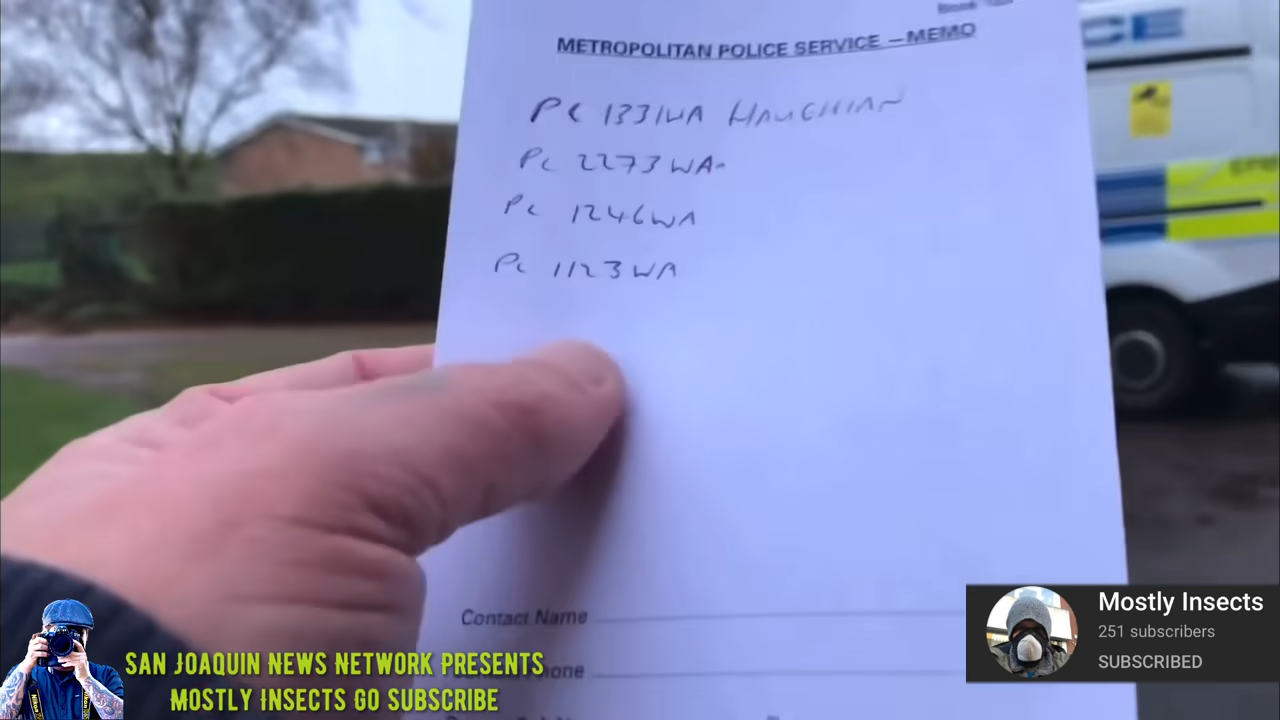 METROPOLITAN POLICE SERVICE – MEMO
PC 1331WA HAUGHIAN
PC 2273WA
PC 1246WA
PC 1123WA
CE
Contact Name
Mostly Insects
251 subscribers
SUBSCRIBED
SAN JOAQUIN NEWS NETWORK PRESENTS
MOSTLY INSECTS GO SUBSCRIBE